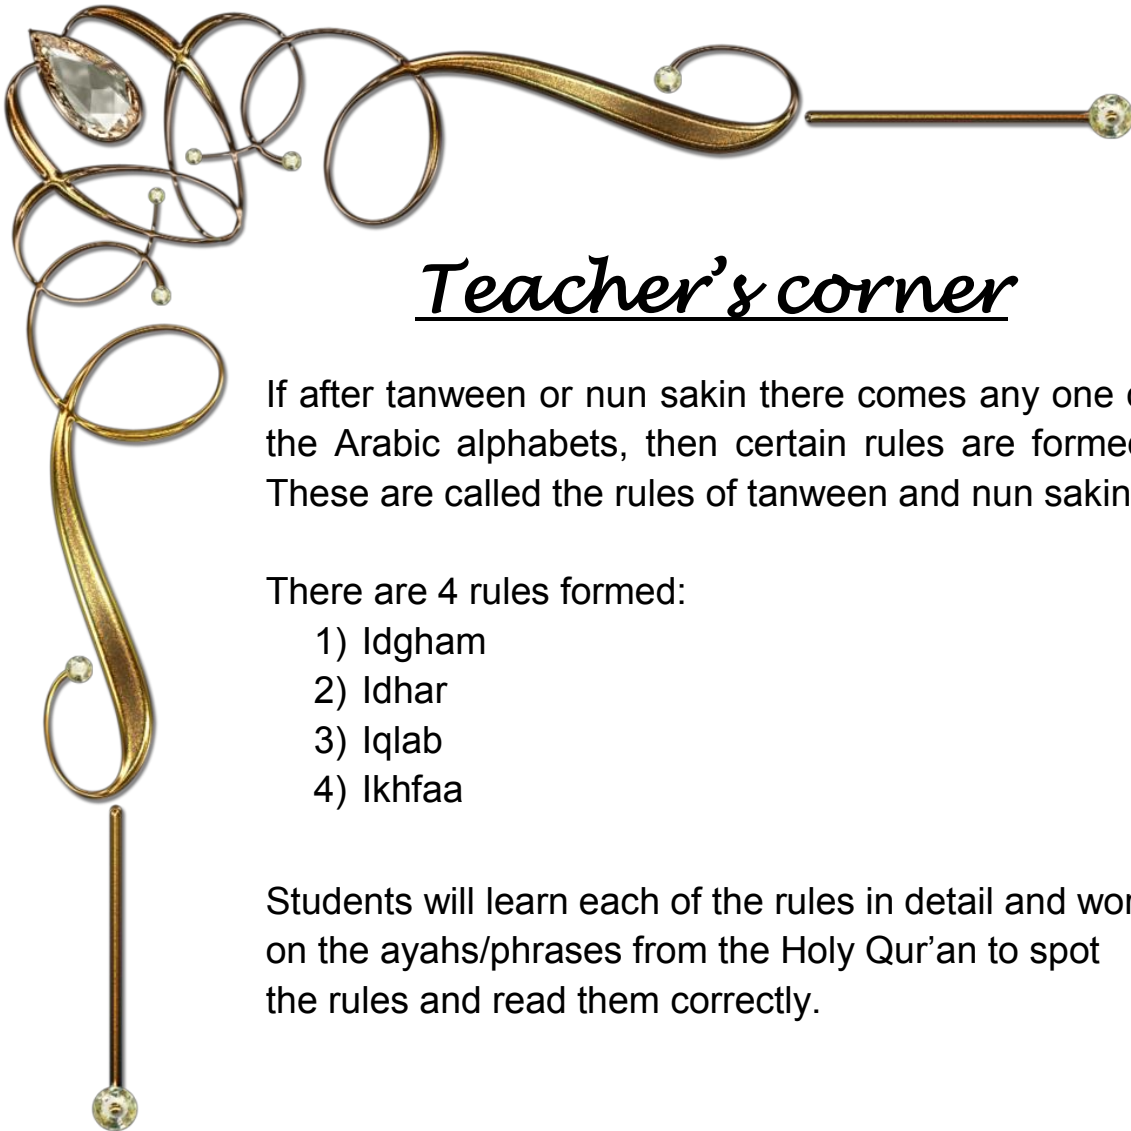 Teacher's corner
If after tanween or nun sakin there comes any one
the Arabic alphabets, then certain rules are forme
These are called the rules of tanween and nun sakin
There are 4 rules formed:
1) Idgham
2) Idhar
3) Iqlab
4) Ikhfaa
Students will learn each of the rules in detail and wor
on the ayahs/phrases from the Holy Qur'an to spot
the rules and read them correctly.